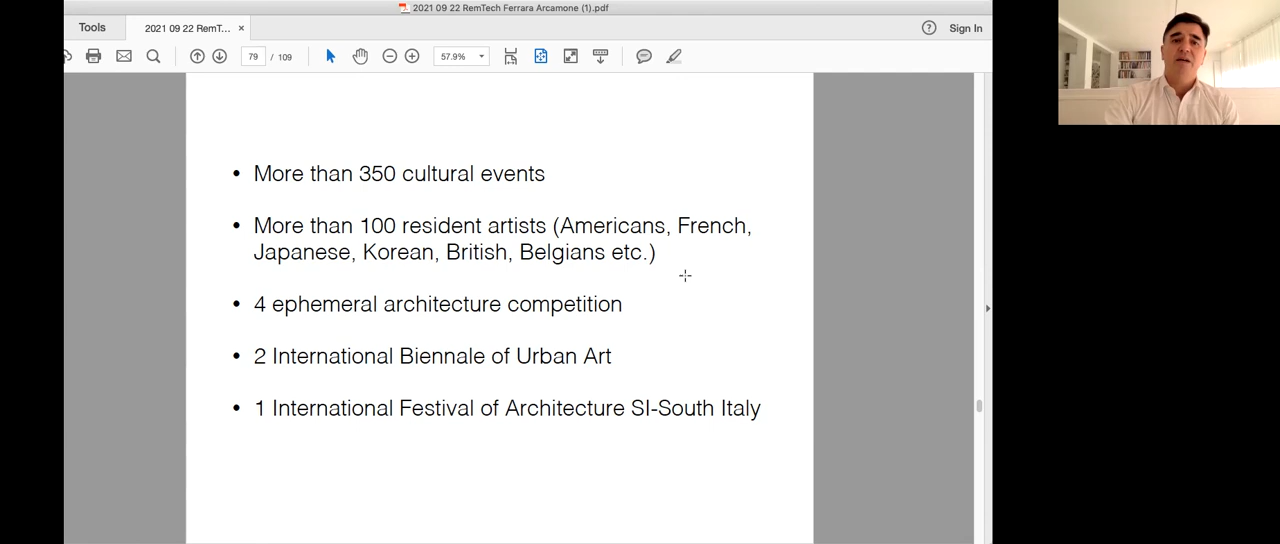 2021 09 22 RemTech Ferrara Arcamone (1).pdf
Tools
2021 09 22 RemT... ×
Sign In
79 / 109
57.9%
• More than 350 cultural events
• More than 100 resident artists (Americans, French,
Japanese, Korean, British, Belgians etc.)
• 4 ephemeral architecture competition
• 2 International Biennale of Urban Art
• 1 International Festival of Architecture SI-South Italy